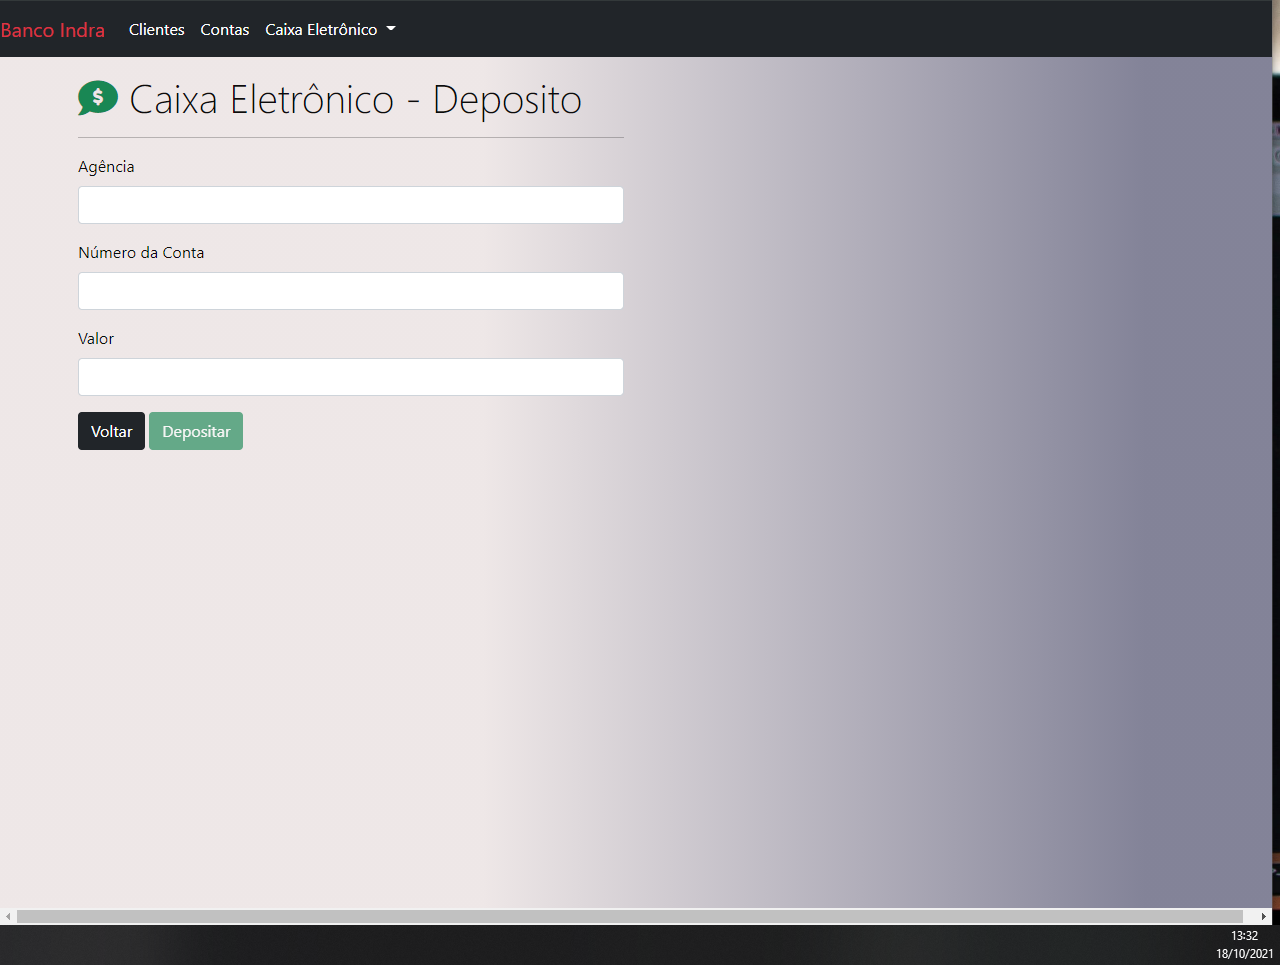 Banco Indra Clientes Contas Caixa Eletrônico
$ Caixa Eletrônico - Deposito
Agência
Número da Conta
Valor
Voltar Depositar
13:32
18/10/2021